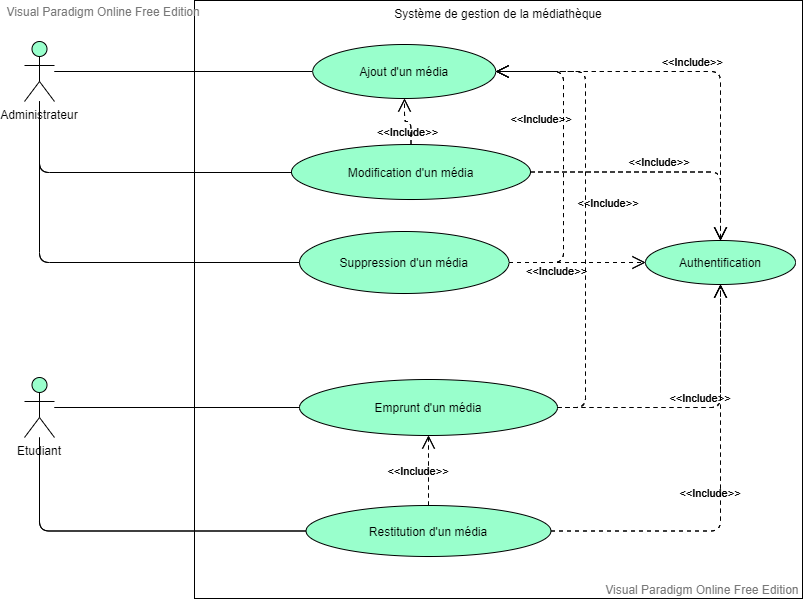 Visual Paradigm Online Free Edition
Système de gestion de la médiathèque
Administrateur
Ajout d'un média
<<Include>>
<<Include>>
<<Include>>
Modification d'un média
<<Include>>
<<Include>>
Suppression d'un média
<<Include>>
Authentification
Etudiant
Emprunt d'un média
<<Include>>
<<Include>>
<<Include>>
Restitution d'un média
Visual Paradigm Online Free Edition